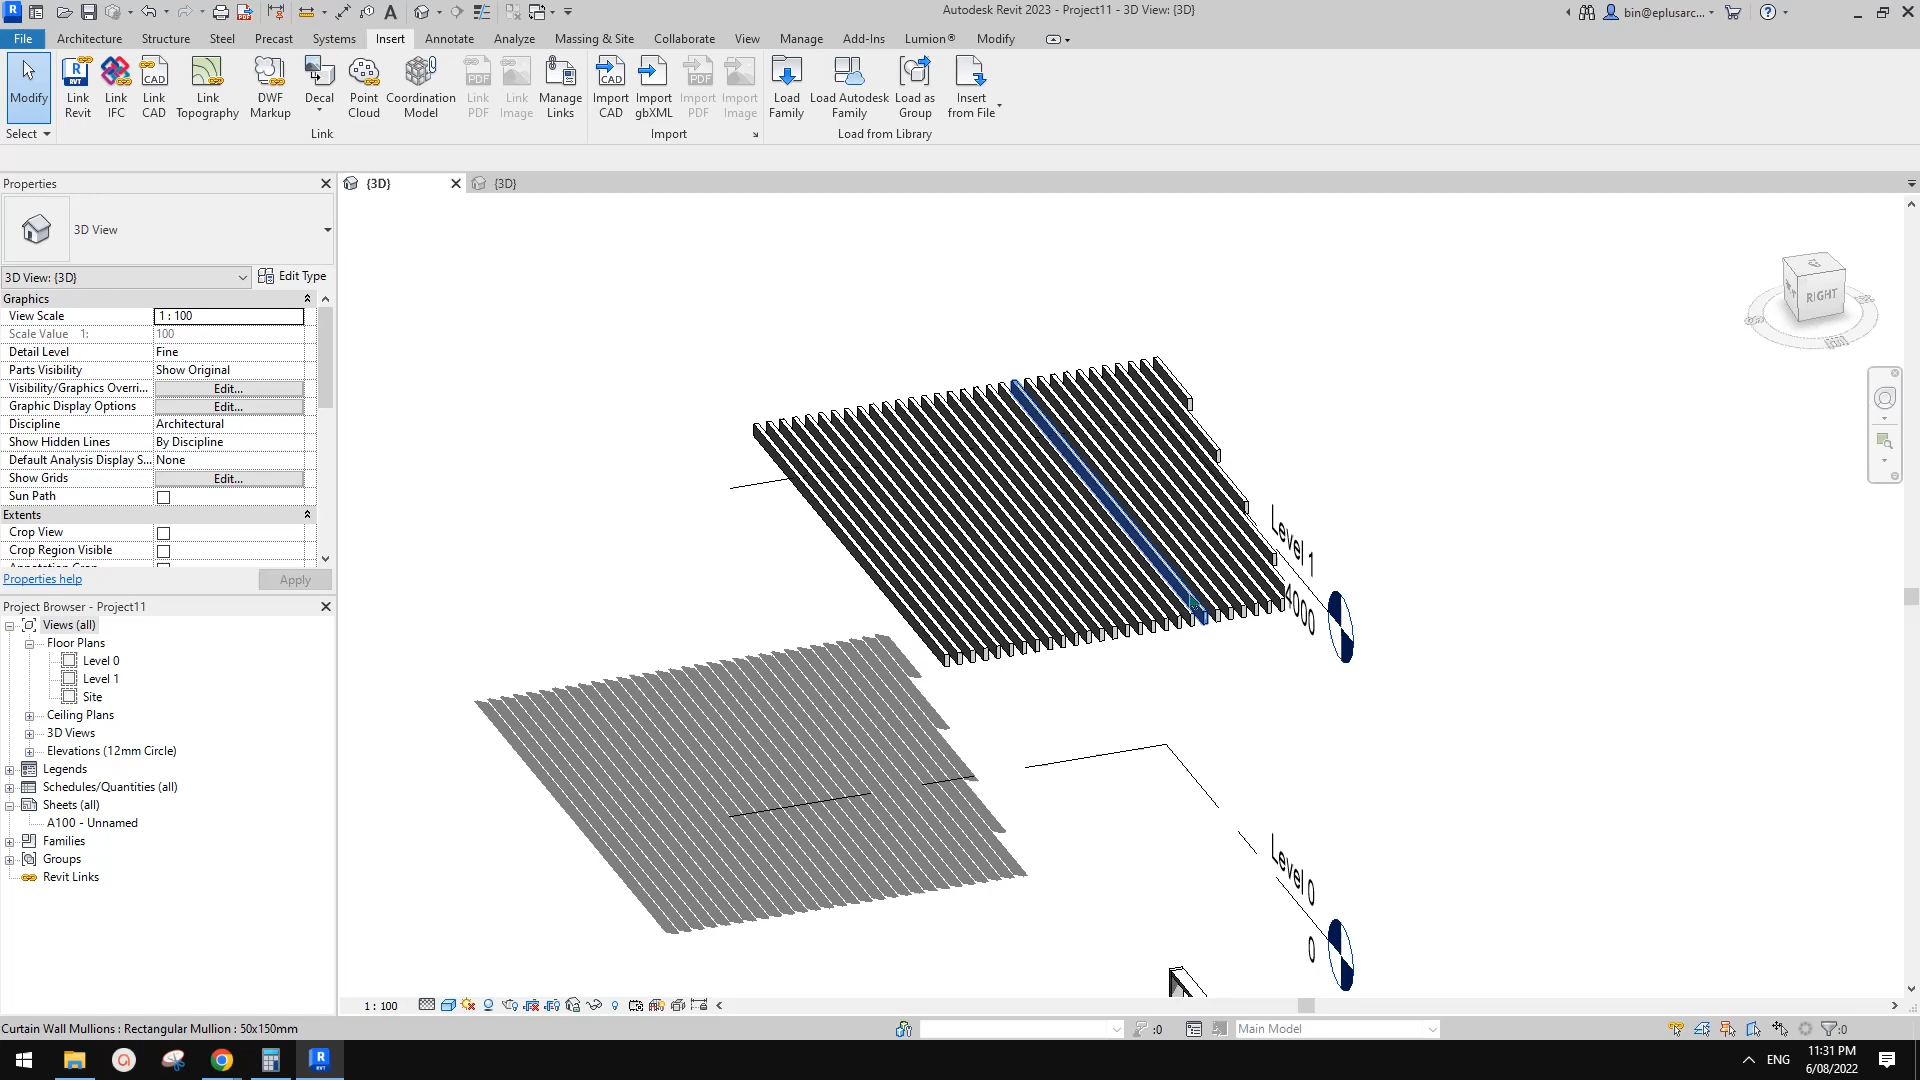 Autodesk Revit 2023 - Project11 - 3D View: {3D}
bin@eplusarc...
File Architecture Structure Steel Precast Systems Insert Annotate Analyze Massing & Site Collaborate View Manage Add-Ins Lumion® Modify
Modify
Link Revit
Link IFC
Link CAD
Link Topography
DWF Markup
Decal
Point Cloud
Coordination Model
Link PDF
Link Image
Manage Links
Import CAD
Import gbXML
Import PDF
Import Image
Load Family
Load Autodesk Family
Load as Group
Insert from File
Select
Link
Import
Load from Library
Properties
{3D}
{3D}
3D View
3D View: {3D}
Edit Type
Graphics
View Scale 1 : 100
Scale Value 1: 100
Detail Level Fine
Parts Visibility Show Original
Visibility/Graphics Overri... Edit...
Graphic Display Options Edit...
Discipline Architectural
Show Hidden Lines By Discipline
Default Analysis Display S... None
Show Grids Edit...
Sun Path
Extents
Crop View
Crop Region Visible
Properties help
Apply
Project Browser - Project11
Views (all)
Floor Plans
Level 0
Level 1
Site
Ceiling Plans
3D Views
Elevations (12mm Circle)
Legends
Schedules/Quantities (all)
Sheets (all)
A100 - Unnamed
Families
Groups
Revit Links
RIGHT
Level 1
4000
Level 0
0
1 : 100
Curtain Wall Mullions : Rectangular Mullion : 50x150mm
:0
Main Model
:0
ENG
11:31 PM
6/08/2022